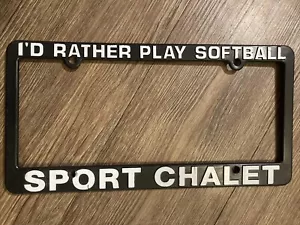 I'D RATHER PLAY SOFTBALL
SPORT CHALET